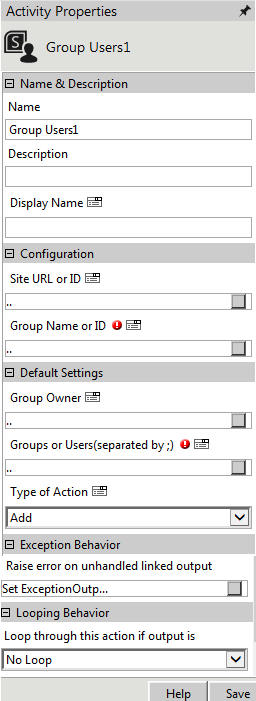 Activity Properties
S
Group Users1
Name & Description
Name
Group Users1
Description
Display Name
Configuration
Site URL or ID
..
Group Name or ID
..
Default Settings
Group Owner
..
Groups or Users(separated by ;)
..
Type of Action
Add
Exception Behavior
Raise error on unhandled linked output
Set ExceptionOutp...
Looping Behavior
Loop through this action if output is
No Loop
Help Save